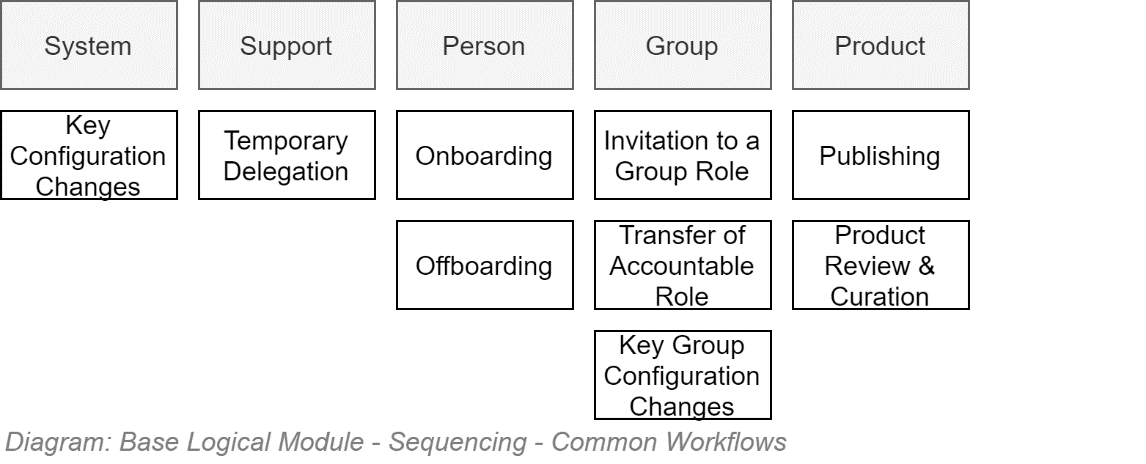 System
Support
Person
Group
Product
Key
Configuration
Changes
Temporary
Delegation
Onboarding
Invitation to a
Group Role
Publishing
Offboarding
Transfer of
Accountable
Role
Product
Review &
Curation
Key Group
Configuration
Changes
Diagram: Base Logical Module - Sequencing - Common Workflows